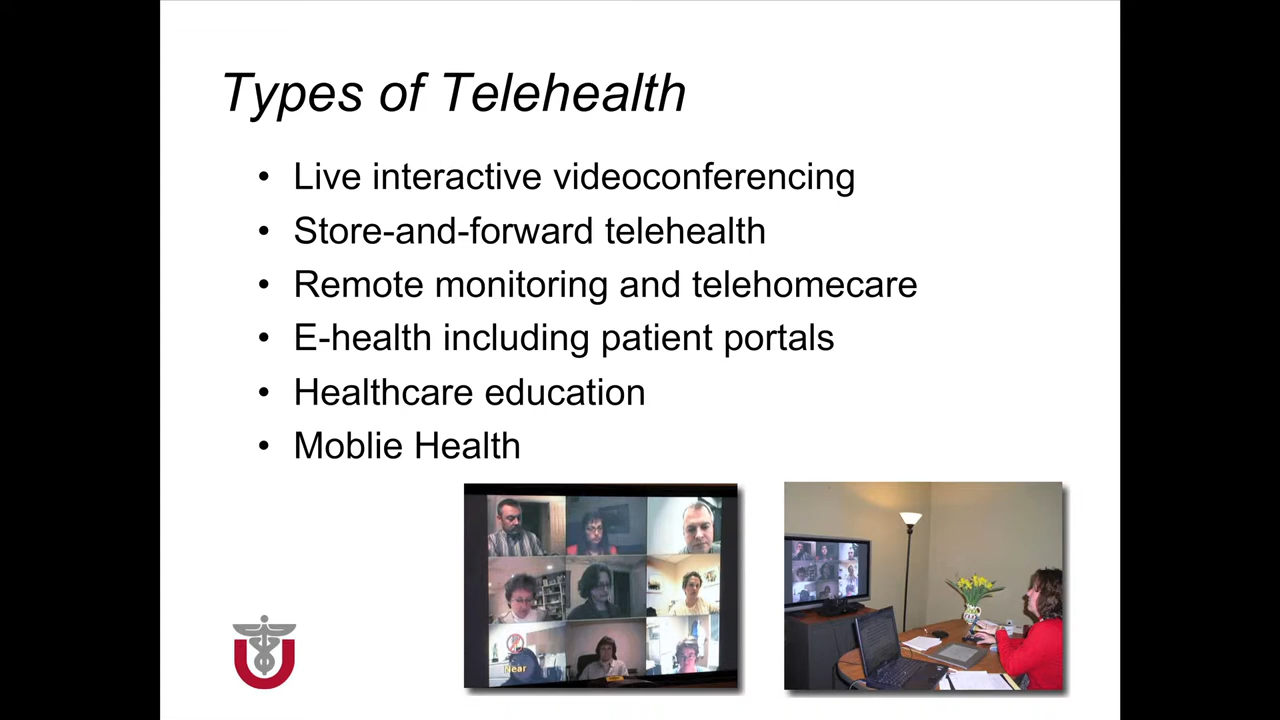 Types of Telehealth
• Live interactive videoconferencing
• Store-and-forward telehealth
• Remote monitoring and telehomecare
• E-health including patient portals
• Healthcare education
• Moblie Health
Near
U